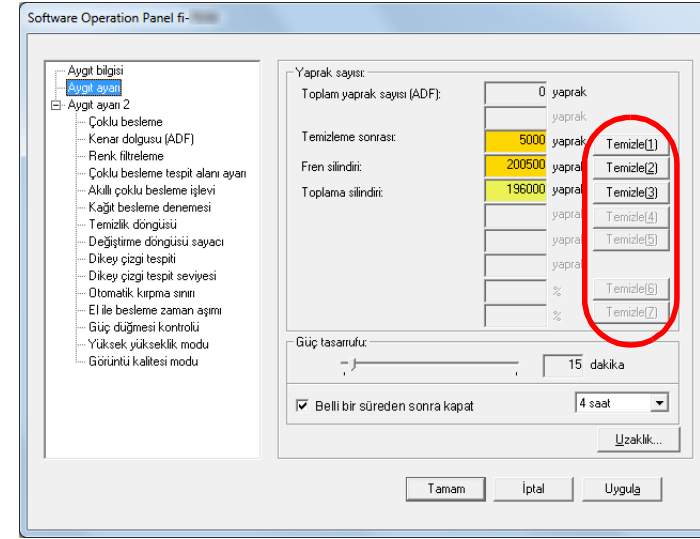 Software Operation Panel fi-
Aygıt bilgisi
Aygıt ayarı
Aygıt ayarı 2
Çoklu besleme
Kenar dolgusu (ADF)
Renk filtreleme
Çoklu besleme tespit alanı ayarı
Akıllı çoklu besleme işlevi
Kağıt besleme denemesi
Temizlik döngüsü
Değiştirme döngüsü sayacı
Dikey çizgi tespiti
Dikey çizgi tespit seviyesi
Otomatik kırpma sınırı
El ile besleme zaman aşımı
Güç düğmesi kontrolü
Yüksek yükseklik modu
Görüntü kalitesi modu
Yaprak sayısı:
Toplam yaprak sayısı (ADF): 0 yaprak
yaprak
Temizleme sonrası: 5000 yaprak Temizle(1)
Fren silindiri: 200500 yaprak Temizle(2)
Toplama silindiri: 196000 yaprak Temizle(3)
yaprak Temizle(4)
yaprak Temizle(5)
yaprak
% Temizle(6)
% Temizle(7)
Güç tasarrufu:
15 dakika
Belli bir süreden sonra kapat 4 saat
Uzaklık...
Tamam İptal Uygula